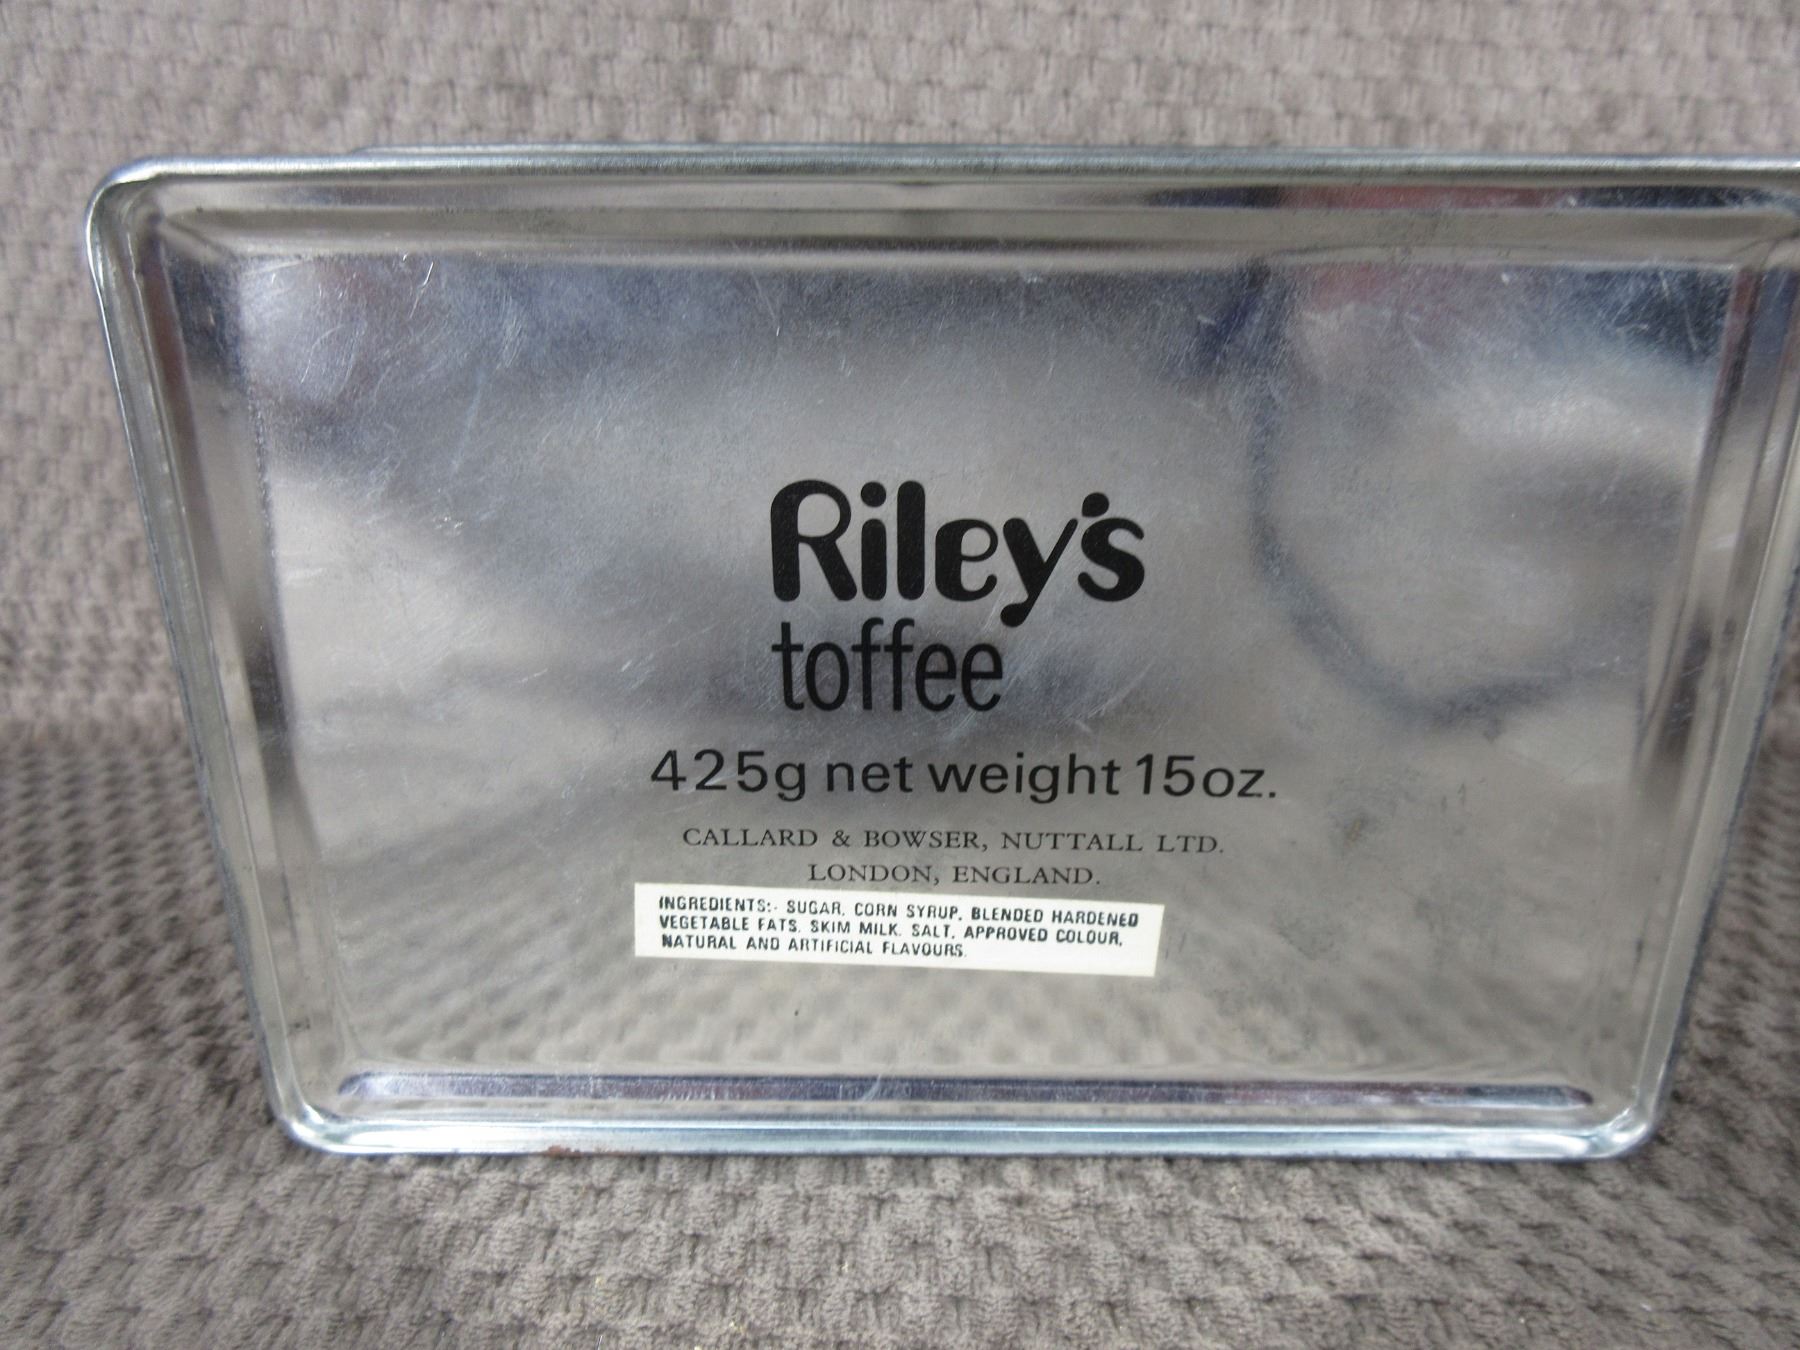 Riley's
toffee
425g net weight 15oz.
CALLARD & BOWSER, NUTTALL LTD.
LONDON, ENGLAND.
INGREDIENTS:- SUGAR, CORN SYRUP, BLENDED HARDENED
VEGETABLE FATS, SKIM MILK, SALT, APPROVED COLOUR,
NATURAL AND ARTIFICIAL FLAVOURS.